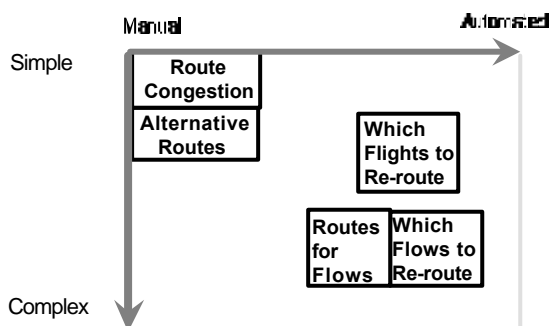 Manual
Automated
Simple
Route
Congestion
Alternative
Routes
Which
Flights to
Re-route
Routes
for
Flows
Which
Flows to
Re-route
Complex